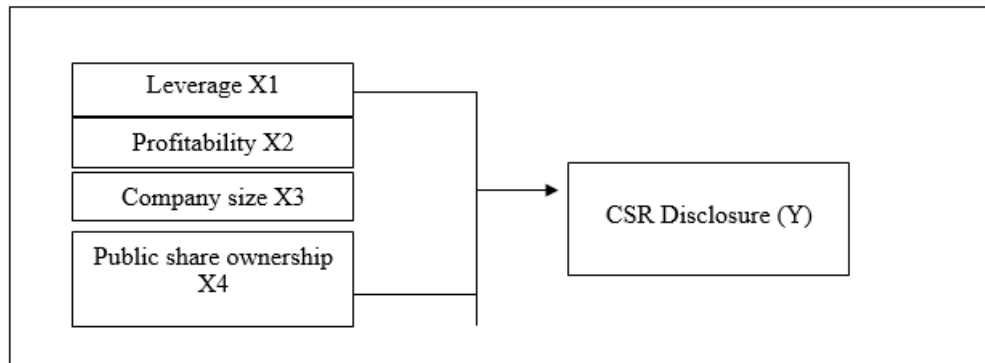 Leverage X1
Profitability X2
Company size X3
Public share ownership
X4
CSR Disclosure (Y)